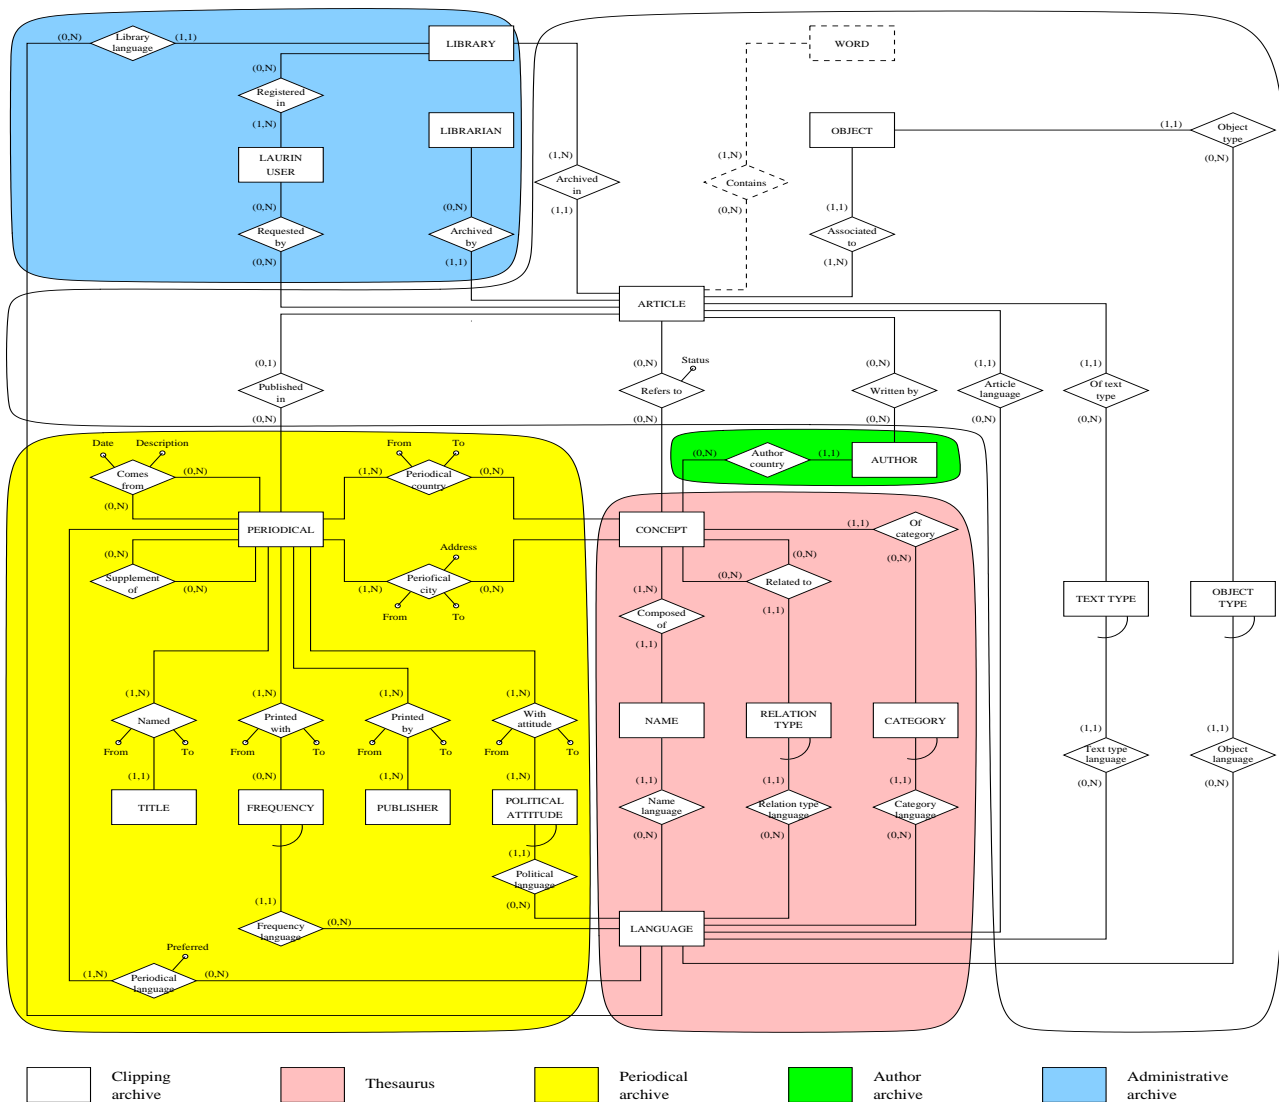 (0,N)
Library
language
(1,1)
LIBRARY
WORD
(0,N)
Registered
in
(1,N)
LIBRARIAN
OBJECT
(1,1)
Object
type
(0,N)
LAURIN
USER
(1,N)
Archived
in
(1,1)
(1,N)
Contains
(0,N)
(0,N)
Requested
by
(0,N)
(0,N)
Archived by
(1,1)
(1,1)
Associated
to
(1,N)
ARTICLE
(0,1)
Published
in
(0,N)
(0,N)
Status
Refers to
(0,N)
(0,N)
Written by
(0,N)
(1,1)
Article
language
(0,N)
(1,1)
Of text
type
(0,N)
Date
Description
Comes
from
(0,N)
(0,N)
From
To
(1,N)
Periodical
country
(0,N)
(0,N)
Author
country
(1,1)
AUTHOR
PERIODICAL
CONCEPT
(1,1)
Of
category
(0,N)
(0,N)
Supplement
of
(0,N)
Address
(1,N)
Periofical
city
(0,N)
From
To
(0,N)
(0,N)
Related to
(1,1)
(1,N)
Composed
of
(1,1)
TEXT TYPE
OBJECT
TYPE
(1,N)
Named
From
To
(1,1)
TITLE
(1,N)
Printed
with
From
To
(0,N)
FREQUENCY
(1,N)
Printed
by
From
To
(1,N)
PUBLISHER
(1,N)
With
attitude
From
To
(1,N)
POLITICAL
ATTITUDE
NAME
RELATION
TYPE
CATEGORY
(1,1)
Text type
language
(0,N)
(1,1)
Object
language
(0,N)
(1,1)
Name
language
(0,N)
(1,1)
Relation type
language
(0,N)
(1,1)
Category
language
(0,N)
(1,1)
Political
language
(0,N)
(1,1)
Frequency
language
(0,N)
LANGUAGE
Preferred
(1,N)
Periodical
language
(0,N)
Clipping
archive
Thesaurus
Periodical
archive
Author
archive
Administrative
archive